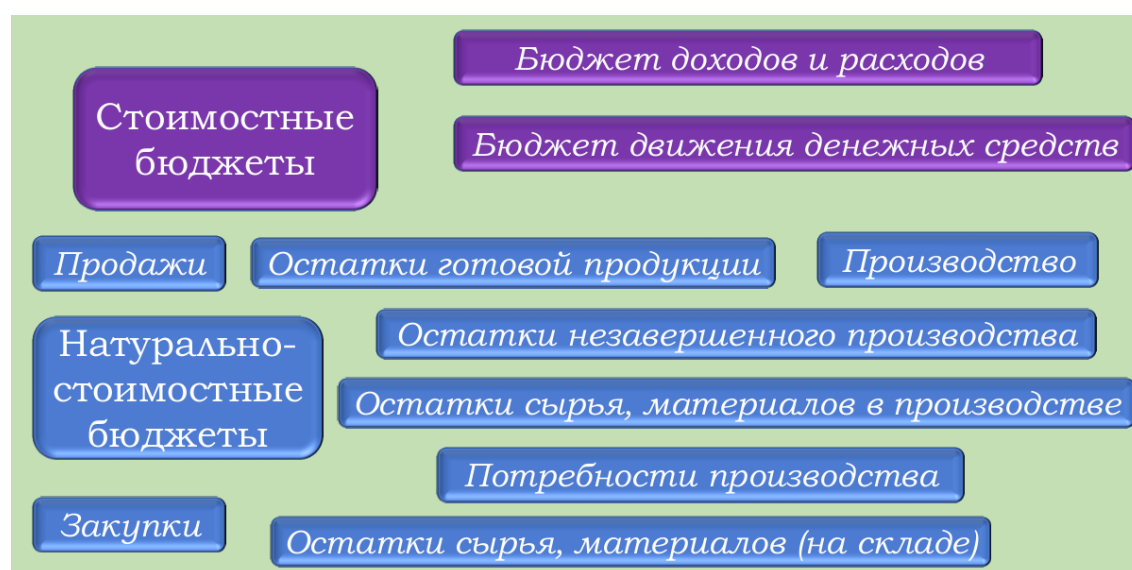 Бюджет доходов и расходов
Стоимостные
бюджеты
Бюджет движения денежных средств
Продажи
Остатки готовой продукции
Производство
Натурально-
стоимостные
бюджеты
Остатки незавершенного производства
Остатки сырья, материалов в производстве
Потребности производства
Закупки
Остатки сырья, материалов (на складе)